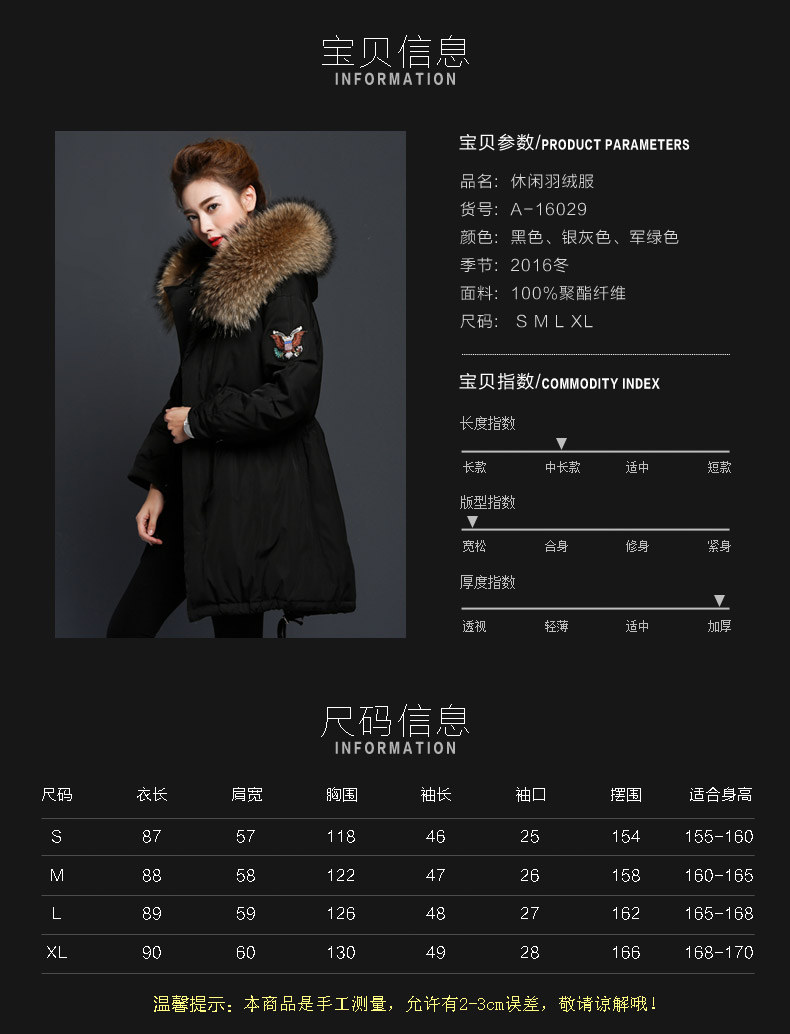 宝贝信息
INFORMATION
宝贝参数/PRODUCT PARAMETERS
品名: 休闲羽绒服
货号: A-16029
颜色: 黑色、银灰色、军绿色
季节: 2016冬
面料: 100%聚酯纤维
尺码: S M L XL
宝贝指数/COMMODITY INDEX
长度指数
长款 中长款 适中 短款
版型指数
宽松 合身 修身 紧身
厚度指数
透视 轻薄 适中 加厚
尺码信息
INFORMATION
尺码 衣长 肩宽 胸围 袖长 袖口 摆围 适合身高
S 87 57 118 46 25 154 155-160
M 88 58 122 47 26 158 160-165
L 89 59 126 48 27 162 165-168
XL 90 60 130 49 28 166 168-170
温馨提示: 本商品是手工测量, 允许有2-3cm误差, 敬请谅解哦!